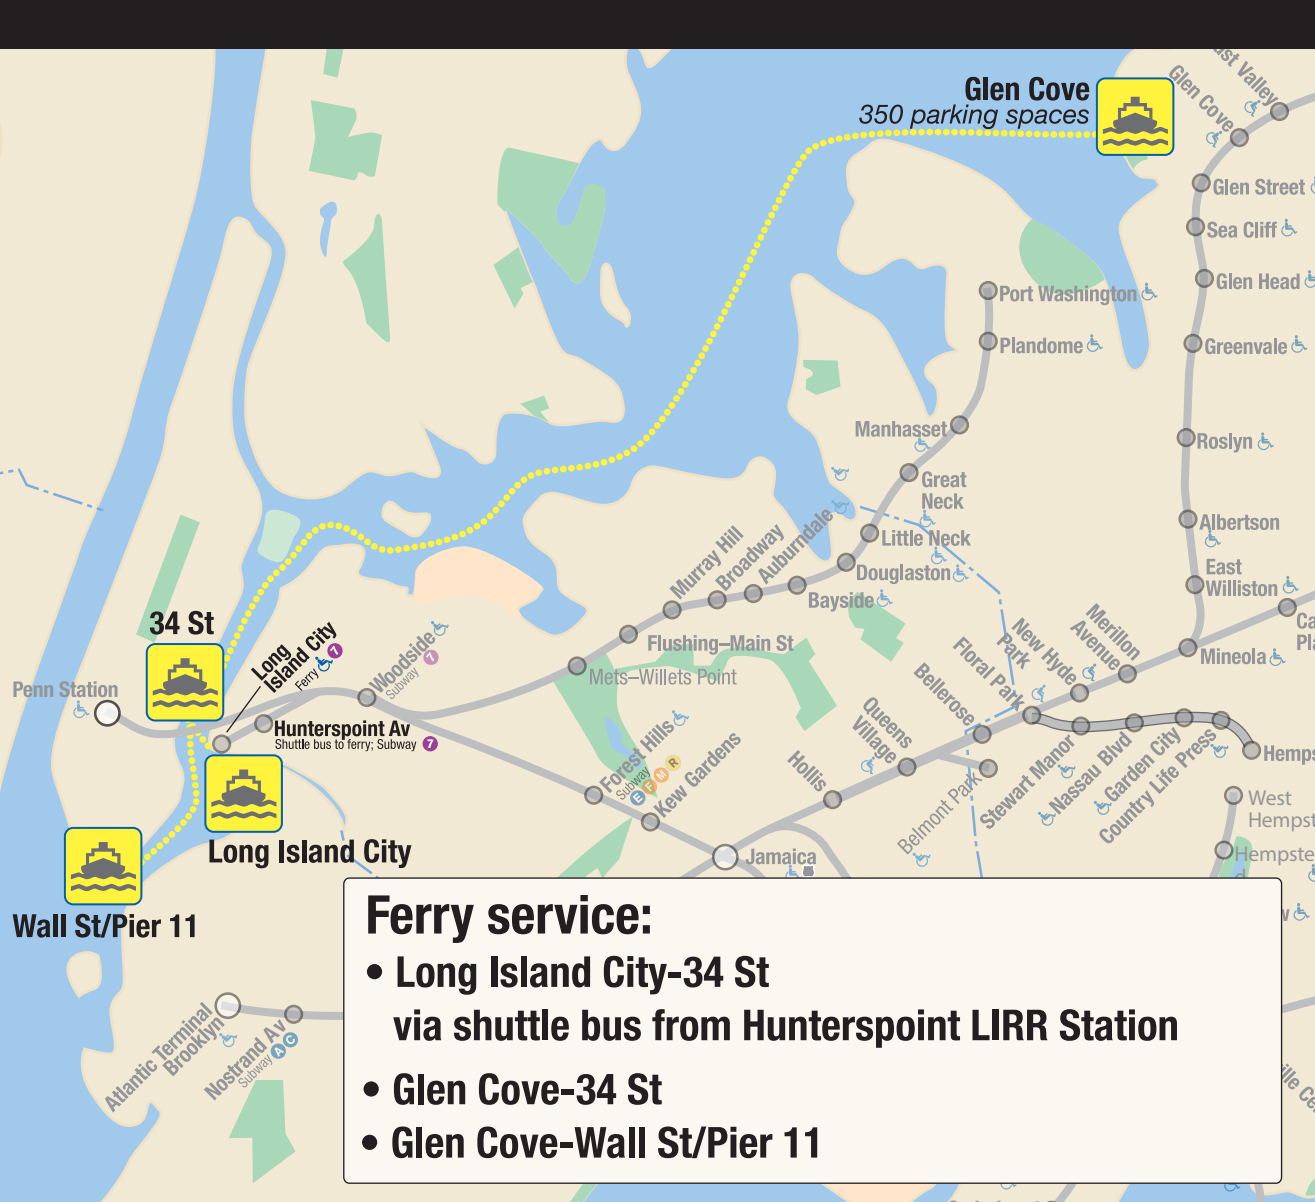 Glen Cove
350 parking spaces
Glen Cove
Valley
Glen Street
Sea Cliff
Glen Head
Port Washington
Plandome
Greenvale
Manhasset
Roslyn
Great
Neck
Albertson
Little Neck
East
Williston
Douglaston
Bayside
Auburndale
Broadway
Murray Hill
Flushing–Main St
Mets–Willets Point
34 St
Long
Island City
Ferry 7
Woodside
Subway 7
Penn Station
Hunterspoint Av
Shuttle bus to ferry; Subway 7
Merillon
Avenue
New Hyde
Park
Floral Park
Bellerose
Queens
Village
Mineola
Hollis
Forest Hills
Subway
E F M R
Kew Gardens
Belmont Park
Stewart Manor
Nassau Blvd
Garden City
Country Life Press
West
Jamaica
Long Island City
Wall St/Pier 11
Atlantic Terminal
Brooklyn
Nostrand Av
Subway A C
Ferry service:
• Long Island City-34 St
via shuttle bus from Hunterspoint LIRR Station
• Glen Cove-34 St
• Glen Cove-Wall St/Pier 11